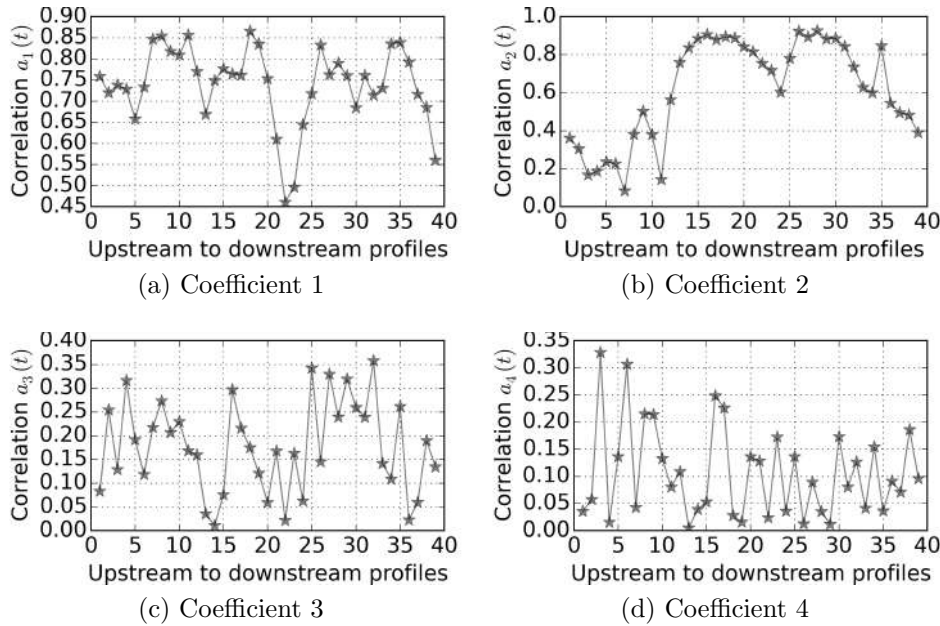 0.90
0.85
0.80
0.75
0.70
0.65
0.60
0.55
0.50
0.45
Correlation a₁(t)
0 5 10 15 20 25 30 35 40
Upstream to downstream profiles
(a) Coefficient 1
1.0
0.8
0.6
0.4
0.2
0.0
Correlation a₂(t)
0 5 10 15 20 25 30 35 40
Upstream to downstream profiles
(b) Coefficient 2
0.40
0.35
0.30
0.25
0.20
0.15
0.10
0.05
0.00
Correlation a₃(t)
0 5 10 15 20 25 30 35 40
Upstream to downstream profiles
(c) Coefficient 3
0.35
0.30
0.25
0.20
0.15
0.10
0.05
0.00
Correlation a₄(t)
0 5 10 15 20 25 30 35 40
Upstream to downstream profiles
(d) Coefficient 4